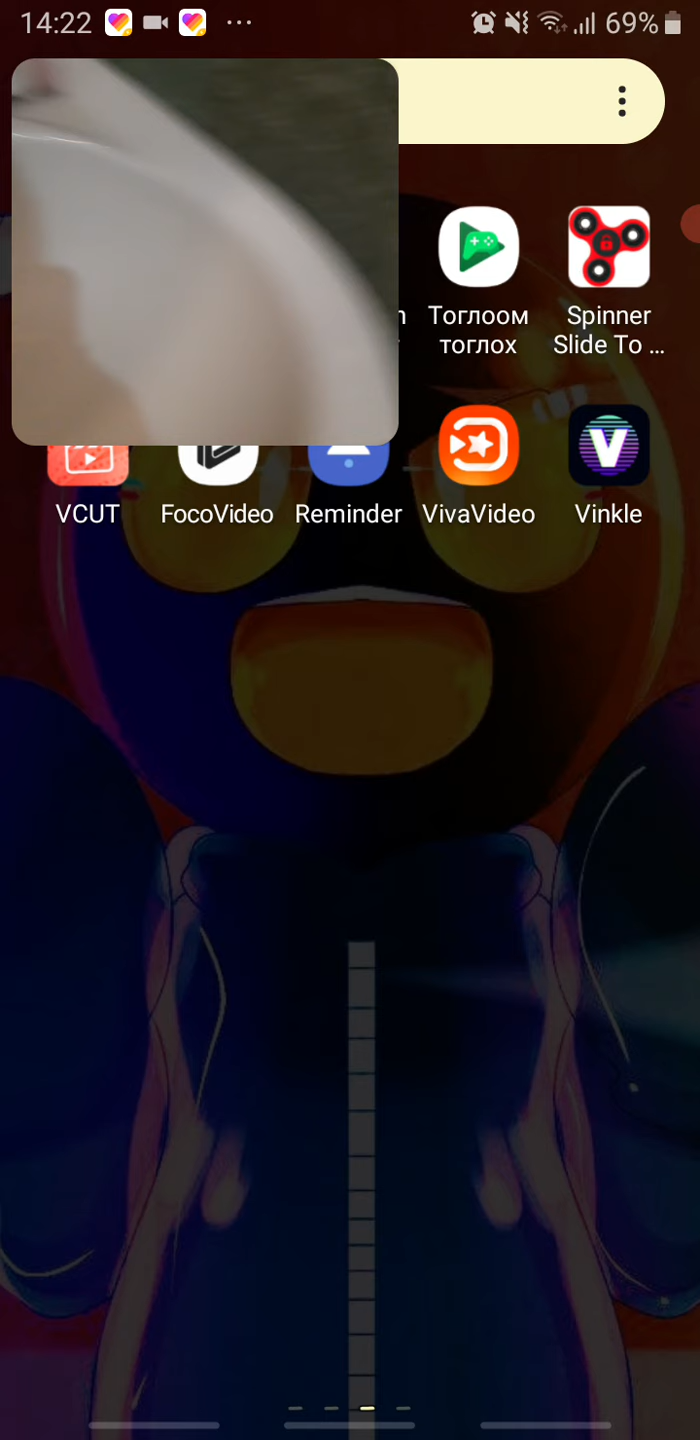 14:22
69%
Тоглоом
тоглох
Spinner
Slide To ...
VCUT
FocoVideo
Reminder
VivaVideo
Vinkle